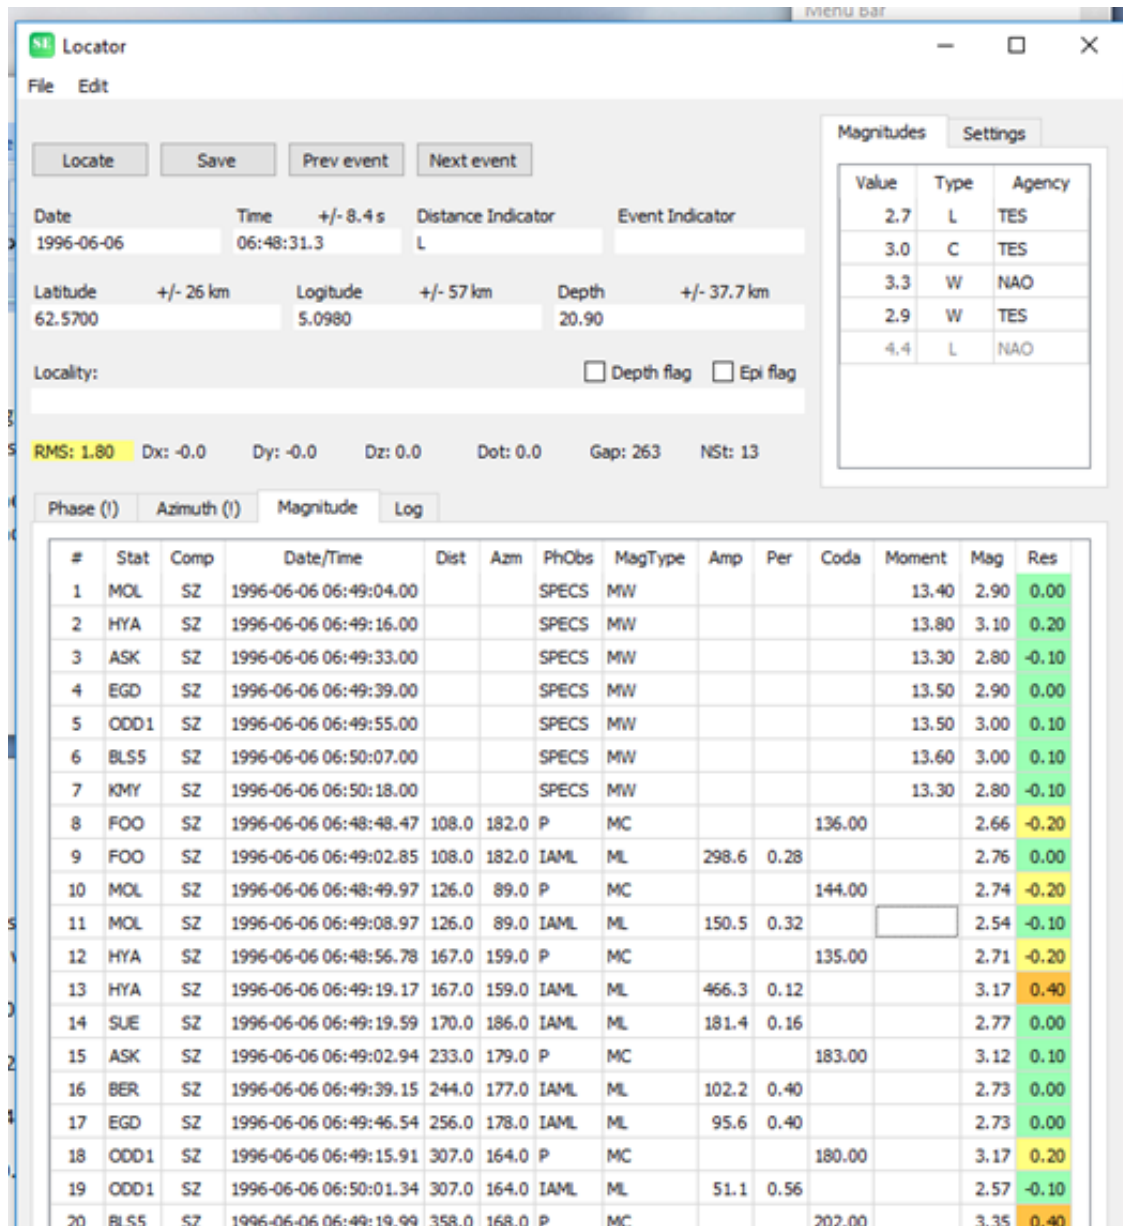 Menu Bar
SE Locator
File Edit
Locate Save Prev event Next event
Magnitudes Settings
Value Type Agency
2.7 L TES
3.0 C TES
3.3 W NAO
2.9 W TES
4.4 L NAO
Date Time +/- 8.4 s Distance Indicator Event Indicator
1996-06-06 06:48:31.3 L
Latitude +/- 26 km Logitude +/- 57 km Depth +/- 37.7 km
62.5700 5.0980 20.90
Locality: Depth flag Epi flag
RMS: 1.80 Dx: -0.0 Dy: -0.0 Dz: 0.0 Dot: 0.0 Gap: 263 NSt: 13
Phase (!) Azimuth (!) Magnitude Log
# Stat Comp Date/Time Dist Azm PhObs MagType Amp Per Coda Moment Mag Res
1 MOL SZ 1996-06-06 06:49:04.00 SPECS MW 13.40 2.90 0.00
2 HYA SZ 1996-06-06 06:49:16.00 SPECS MW 13.80 3.10 0.20
3 ASK SZ 1996-06-06 06:49:33.00 SPECS MW 13.30 2.80 -0.10
4 EGD SZ 1996-06-06 06:49:39.00 SPECS MW 13.50 2.90 0.00
5 ODD1 SZ 1996-06-06 06:49:55.00 SPECS MW 13.50 3.00 0.10
6 BLS5 SZ 1996-06-06 06:50:07.00 SPECS MW 13.60 3.00 0.10
7 KMY SZ 1996-06-06 06:50:18.00 SPECS MW 13.30 2.80 -0.10
8 FOO SZ 1996-06-06 06:48:48.47 108.0 182.0 P MC 136.00 2.66 -0.20
9 FOO SZ 1996-06-06 06:49:02.85 108.0 182.0 IAML ML 298.6 0.28 2.76 0.00
10 MOL SZ 1996-06-06 06:48:49.97 126.0 89.0 P MC 144.00 2.74 -0.20
11 MOL SZ 1996-06-06 06:49:08.97 126.0 89.0 IAML ML 150.5 0.32 2.54 -0.10
12 HYA SZ 1996-06-06 06:48:56.78 167.0 159.0 P MC 135.00 2.71 -0.20
13 HYA SZ 1996-06-06 06:49:19.17 167.0 159.0 IAML ML 466.3 0.12 3.17 0.40
14 SUE SZ 1996-06-06 06:49:19.59 170.0 186.0 IAML ML 181.4 0.16 2.77 0.00
15 ASK SZ 1996-06-06 06:49:02.94 233.0 179.0 P MC 183.00 3.12 0.10
16 BER SZ 1996-06-06 06:49:39.15 244.0 177.0 IAML ML 102.2 0.40 2.73 0.00
17 EGD SZ 1996-06-06 06:49:46.54 256.0 178.0 IAML ML 95.6 0.40 2.73 0.00
18 ODD1 SZ 1996-06-06 06:49:15.91 307.0 164.0 P MC 180.00 3.17 0.20
19 ODD1 SZ 1996-06-06 06:50:01.34 307.0 164.0 IAML ML 51.1 0.56 2.57 -0.10
20 BLS5 SZ 1996-06-06 06:49:19.99 358.0 168.0 P MC 202.00 3.35 0.40